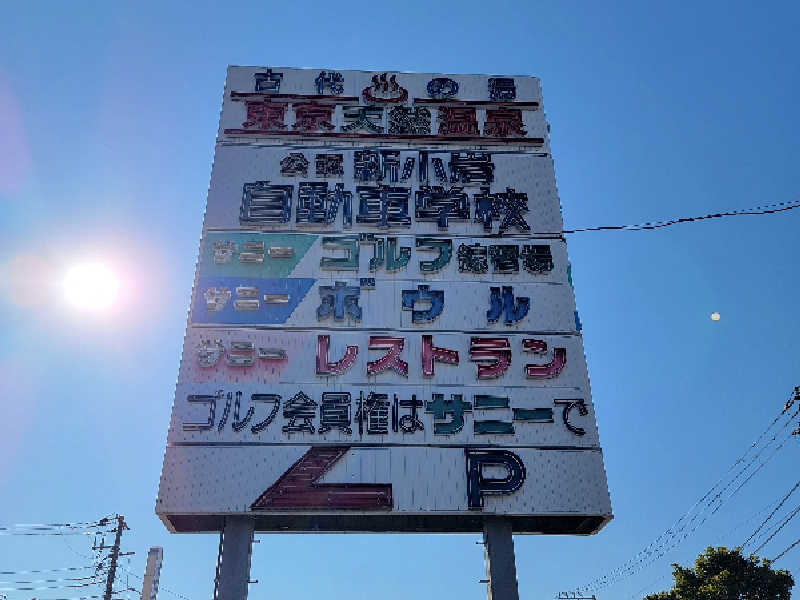 古代の湯
東京天然温泉
公認 新小岩
自動車学校
サニー ゴルフ練習場
サニー ボウル
サニー レストラン
ゴルフ会員権はサニーで
P